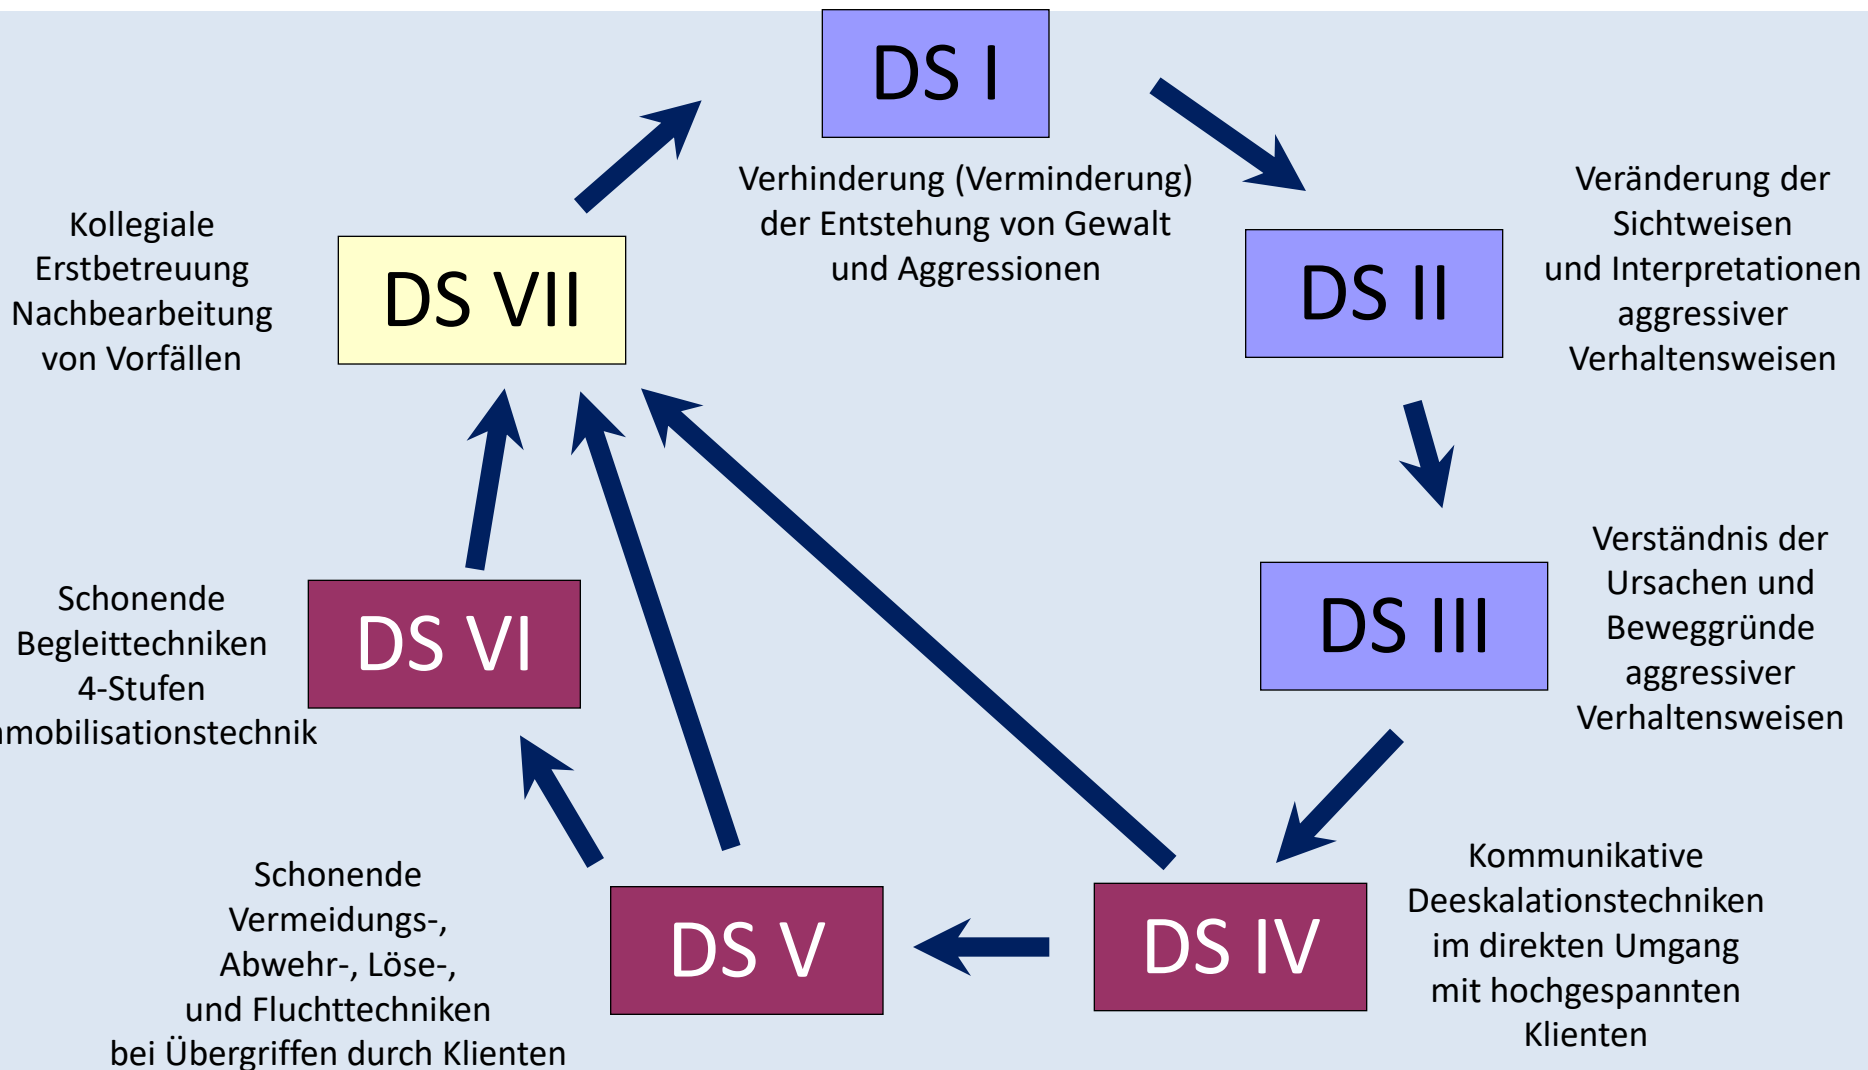 DS I
Verhinderung (Verminderung)
der Entstehung von Gewalt
und Aggressionen
DS II
Veränderung der
Sichtweisen
und Interpretationen
aggressiver
Verhaltensweisen
DS III
Verständnis der
Ursachen und
Beweggründe
aggressiver
Verhaltensweisen
DS IV
Kommunikative
Deeskalationstechniken
im direkten Umgang
mit hochgespannten
Klienten
DS V
Schonende
Vermeidungs-,
Abwehr-, Löse-,
und Fluchttechniken
bei Übergriffen durch Klienten
DS VI
Schonende
Begleittechniken
4-Stufen
DS VII
Kollegiale
Erstbetreuung
Nachbearbeitung
von Vorfällen